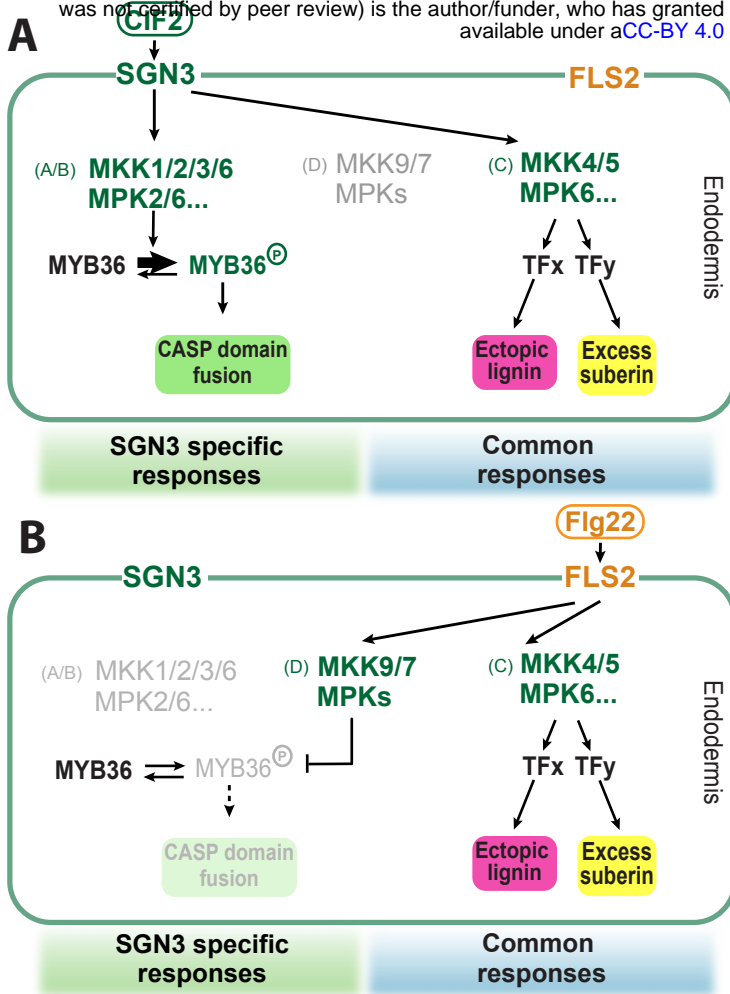 was not certified by peer review) is the author/funder, who has granted
available under aCC-BY 4.0
A
CIF2
SGN3
FLS2
(A/B) MKK1/2/3/6
MPK2/6...
(D) MKK9/7
MPKs
(C) MKK4/5
MPK6...
Endodermis
MYB36
MYB36 P
TFx TFy
CASP domain
fusion
Ectopic
lignin
Excess
suberin
SGN3 specific
responses
Common
responses
B
Flg22
SGN3
FLS2
(A/B) MKK1/2/3/6
MPK2/6...
(D) MKK9/7
MPKs
(C) MKK4/5
MPK6...
Endodermis
MYB36
MYB36 P
TFx TFy
CASP domain
fusion
Ectopic
lignin
Excess
suberin
SGN3 specific
responses
Common
responses